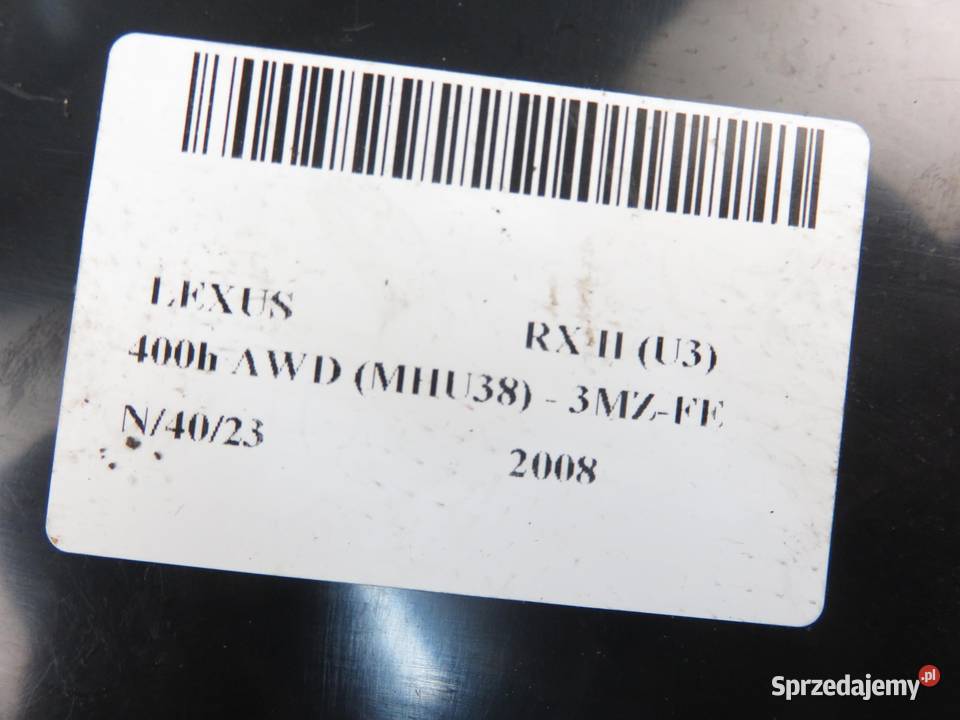 LEXUS
RX II (U3)
400h AWD (MHU38) - 3MZ-FE
N/40/23
2008
Sprzedajemy.pl